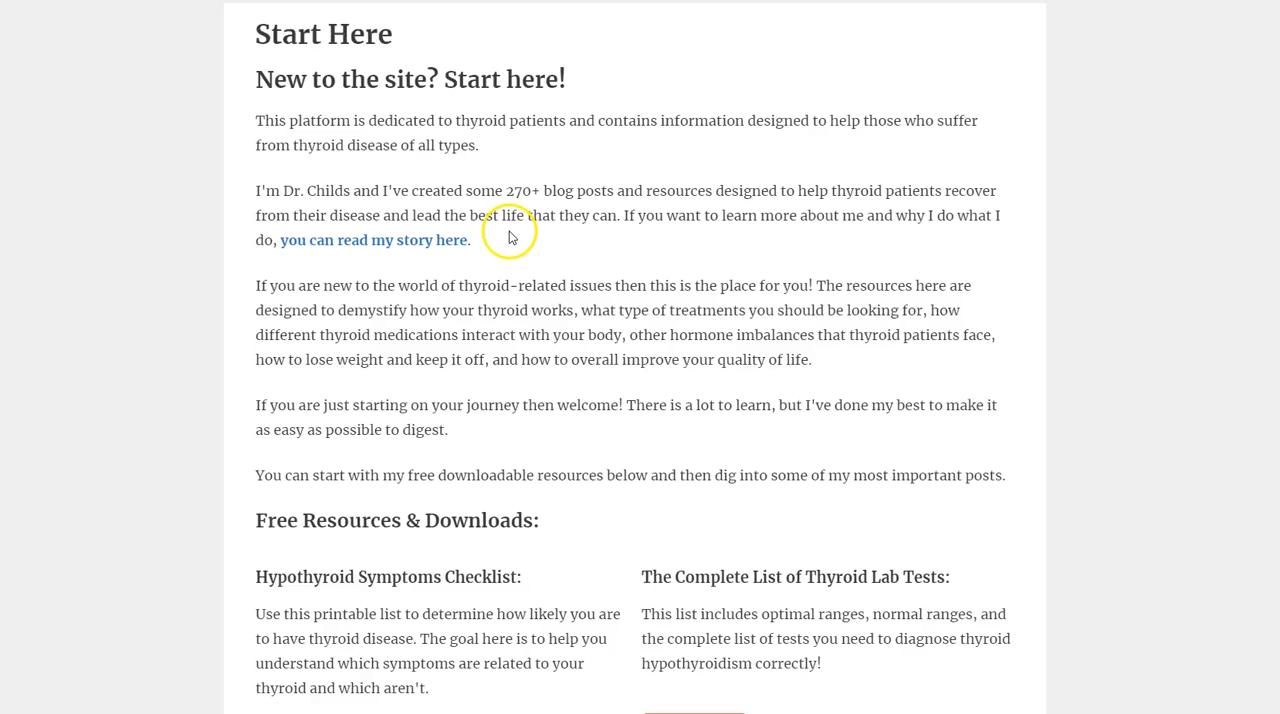 Start Here
New to the site? Start here!
This platform is dedicated to thyroid patients and contains information designed to help those who suffer
from thyroid disease of all types.
I'm Dr. Childs and I've created some 270+ blog posts and resources designed to help thyroid patients recover
from their disease and lead the best life that they can. If you want to learn more about me and why I do what I
do, you can read my story here.
If you are new to the world of thyroid-related issues then this is the place for you! The resources here are
designed to demystify how your thyroid works, what type of treatments you should be looking for, how
different thyroid medications interact with your body, other hormone imbalances that thyroid patients face,
how to lose weight and keep it off, and how to overall improve your quality of life.
If you are just starting on your journey then welcome! There is a lot to learn, but I've done my best to make it
as easy as possible to digest.
You can start with my free downloadable resources below and then dig into some of my most important posts.
Free Resources & Downloads:
Hypothyroid Symptoms Checklist:
Use this printable list to determine how likely you are
to have thyroid disease. The goal here is to help you
understand which symptoms are related to your
thyroid and which aren't.
The Complete List of Thyroid Lab Tests:
This list includes optimal ranges, normal ranges, and
the complete list of tests you need to diagnose thyroid
hypothyroidism correctly!